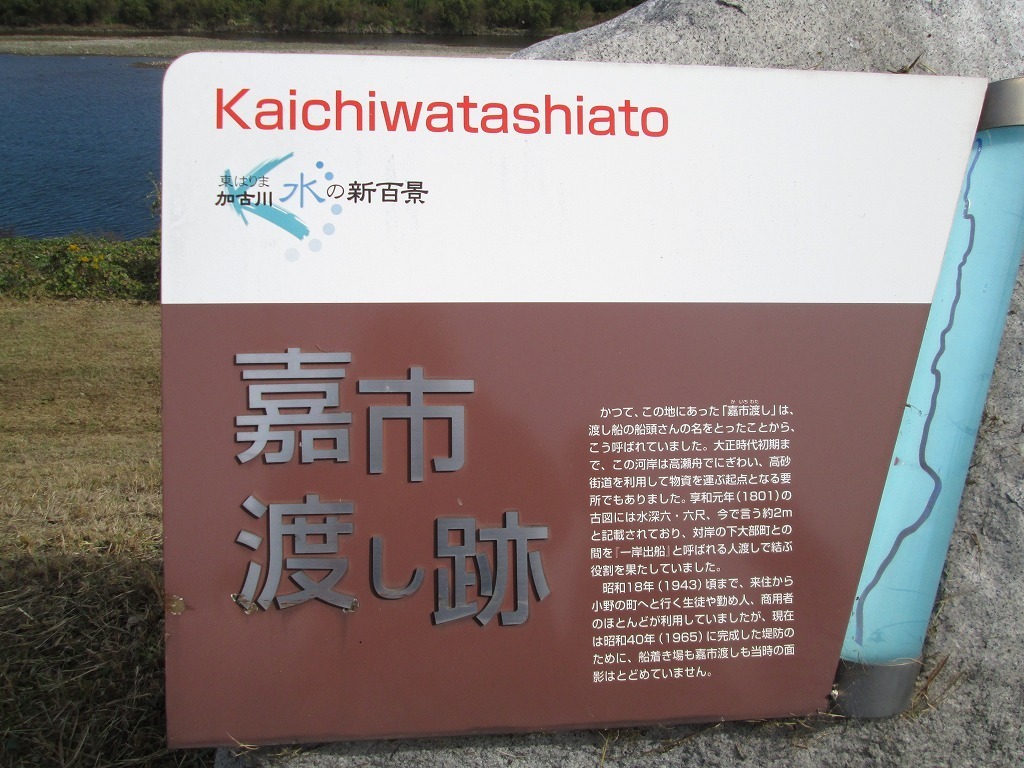 Kaichiwatashiato
東はりま
加古川 水の新百景
嘉市
渡し跡
かつて、この地にあった「嘉市渡し」は、
渡し船の船頭さんの名をとったことから、
こう呼ばれていました。大正時代初期ま
で、この河岸は高瀬舟でにぎわい、高砂
街道を利用して物資を運ぶ起点となる要
所でもありました。享和元年(1801)の
古図には水深六・六尺、今で言う約2m
と記載されており、対岸の下大部町との
間を『一岸出船』と呼ばれる人渡しで結ぶ
役割を果たしていました。
昭和18年(1943)頃まで、来住から
小野の町へと行く生徒や勤め人、商用者
のほとんどが利用していましたが、現在
は昭和40年(1965)に完成した堤防の
ために、船着き場も嘉市渡しも当時の面
影はとどめていません。